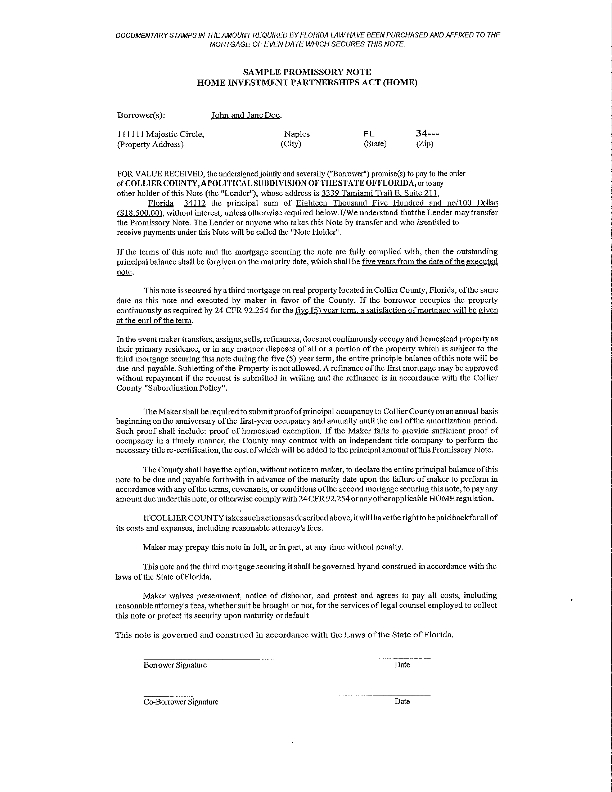 DOCUMENTARY STAMPS IN THE AMOUNT REQUIRED BY FLORIDA LAW HAVE BEEN PURCHASED AND AFFIXED TO THE
MORTGAGE OF EVEN DATE WHICH SECURES THIS NOTE.
SAMPLE PROMISSORY NOTE
HOME INVESTMENT PARTNERSHIPS ACT (HOME)
Borrower(s): John and Jane Doe,
111111 Majestic Circle, Naples FL 34---
(Property Address) (City) (State) (Zip)
FOR VALUE RECEIVED, the undersigned jointly and severally ("Borrower") promise(s) to pay to the order
of COLLIER COUNTY, A POLITICAL SUBDIVISION OF THE STATE OF FLORIDA, or to any
other holder of this Note (the "Lender"), whose address is 3339 Tamiami Trail E. Suite 211,
Florida 34112 the principal sum of Eighteen Thousand Five Hundred and no/100 Dollar
($18,500.00), without interest, unless otherwise required below. I/We understand that the Lender may transfer
the Promissory Note. The Lender or anyone who takes this Note by transfer and who is entitled to
receive payments under this Note will be called the "Note Holder".
If the terms of this note and the mortgage securing the note are fully complied with, then the outstanding
principal balance shall be forgiven on the maturity date, which shall be five years from the date of the executed
note.
This note is secured by a third mortgage on real property located in Collier County, Florida, of the same
date as this note and executed by maker in favor of the County. If the borrower occupies the property
continuously as required by 24 CFR 92.254 for the five (5) year term, a satisfaction of mortgage will be given
at the end of the term.
In the event maker transfers, assigns, sells, refinances, does not continuously occupy and homestead property as
their primary residence, or in any manner disposes of all or a portion of the property which is subject to the
third mortgage securing this note during the five (5) year term, the entire principle balance of this note will be
due and payable. Subletting of the Property is not allowed. A refinance of the first mortgage may be approved
without repayment if the request is submitted in writing and the refinance is in accordance with the Collier
County "Subordination Policy".
The Maker shall be required to submit proof of principal occupancy to Collier County on an annual basis
beginning on the anniversary of the first-year occupancy and annually until the end of the amortization period.
Such proof shall include: proof of homestead exemption. If the Maker fails to provide sufficient proof of
occupancy in a timely manner, the County may contract with an independent title company to perform the
necessary title re-certification, the cost of which will be added to the principal amount of this Promissory Note.
The County shall have the option, without notice to maker, to declare the entire principal balance of this
note to be due and payable forthwith in advance of the maturity date upon the failure of maker to perform in
accordance with any of the terms, covenants, or conditions of the second mortgage securing this note, to pay any
amount due under this note, or otherwise comply with 24 CFR 92.254 or any other applicable HOME regulation.
If COLLIER COUNTY takes such actions as described above, it will have the right to be paid back for all of
its costs and expenses, including reasonable attorney's fees.
Maker may prepay this note in full, or in part, at any time without penalty.
This note and the third mortgage securing it shall be governed by and construed in accordance with the
laws of the State of Florida.
Maker waives presentment, notice of dishonor, and protest and agrees to pay all costs, including
reasonable attorney's fees, whether suit be brought or not, for the services of legal counsel employed to collect
this note or protect its security upon maturity or default
This note is governed and construed in accordance with the Laws of the State of Florida.
Borrower Signature Date
Co-Borrower Signature Date